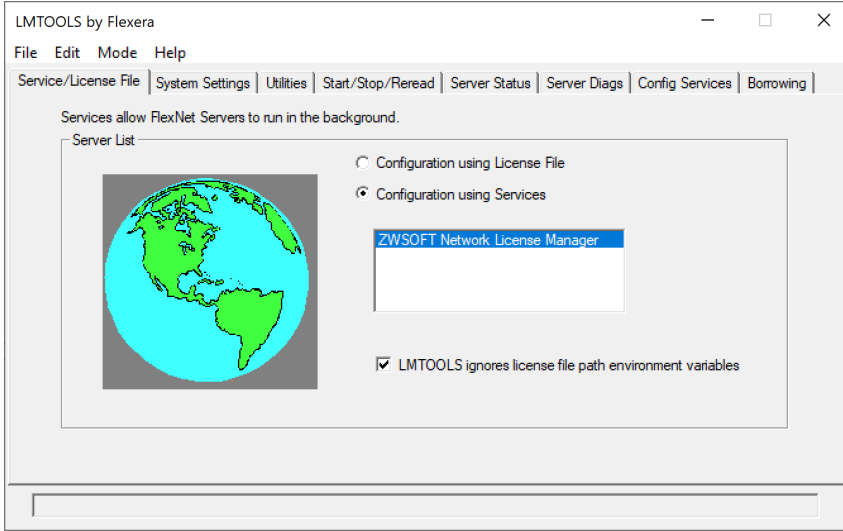 LMTOOLS by Flexera
File Edit Mode Help
Service/License File System Settings Utilities Start/Stop/Reread Server Status Server Diags Config Services Borrowing
Services allow FlexNet Servers to run in the background.
Server List
Configuration using License File
Configuration using Services
ZWSOFT Network License Manager
LMTOOLS ignores license file path environment variables